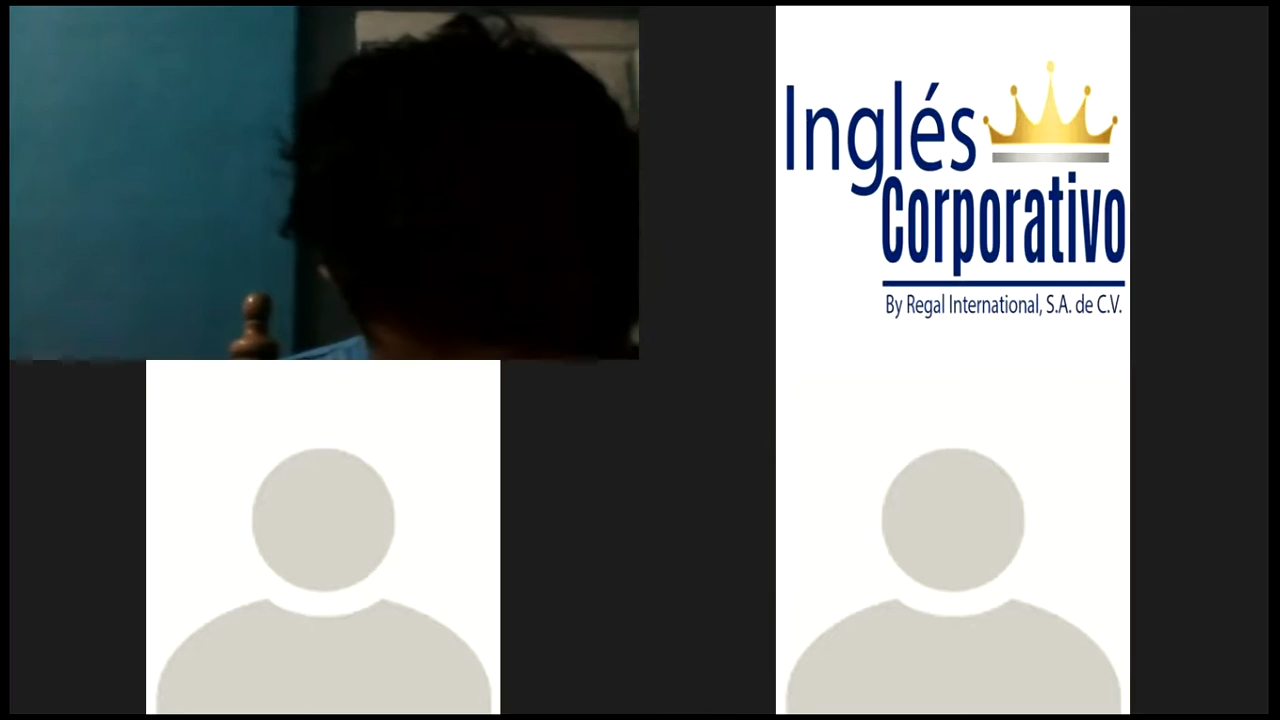 Inglés
Corporativo
By Regal International, S.A. de C.V.